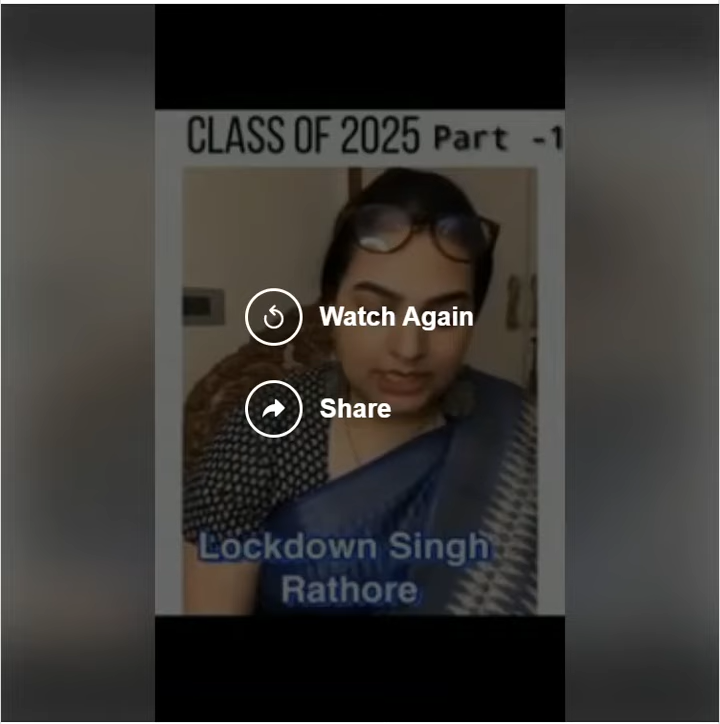 CLASS OF 2025 Part -1
Watch Again
Share
Lockdown Singh
Rathore